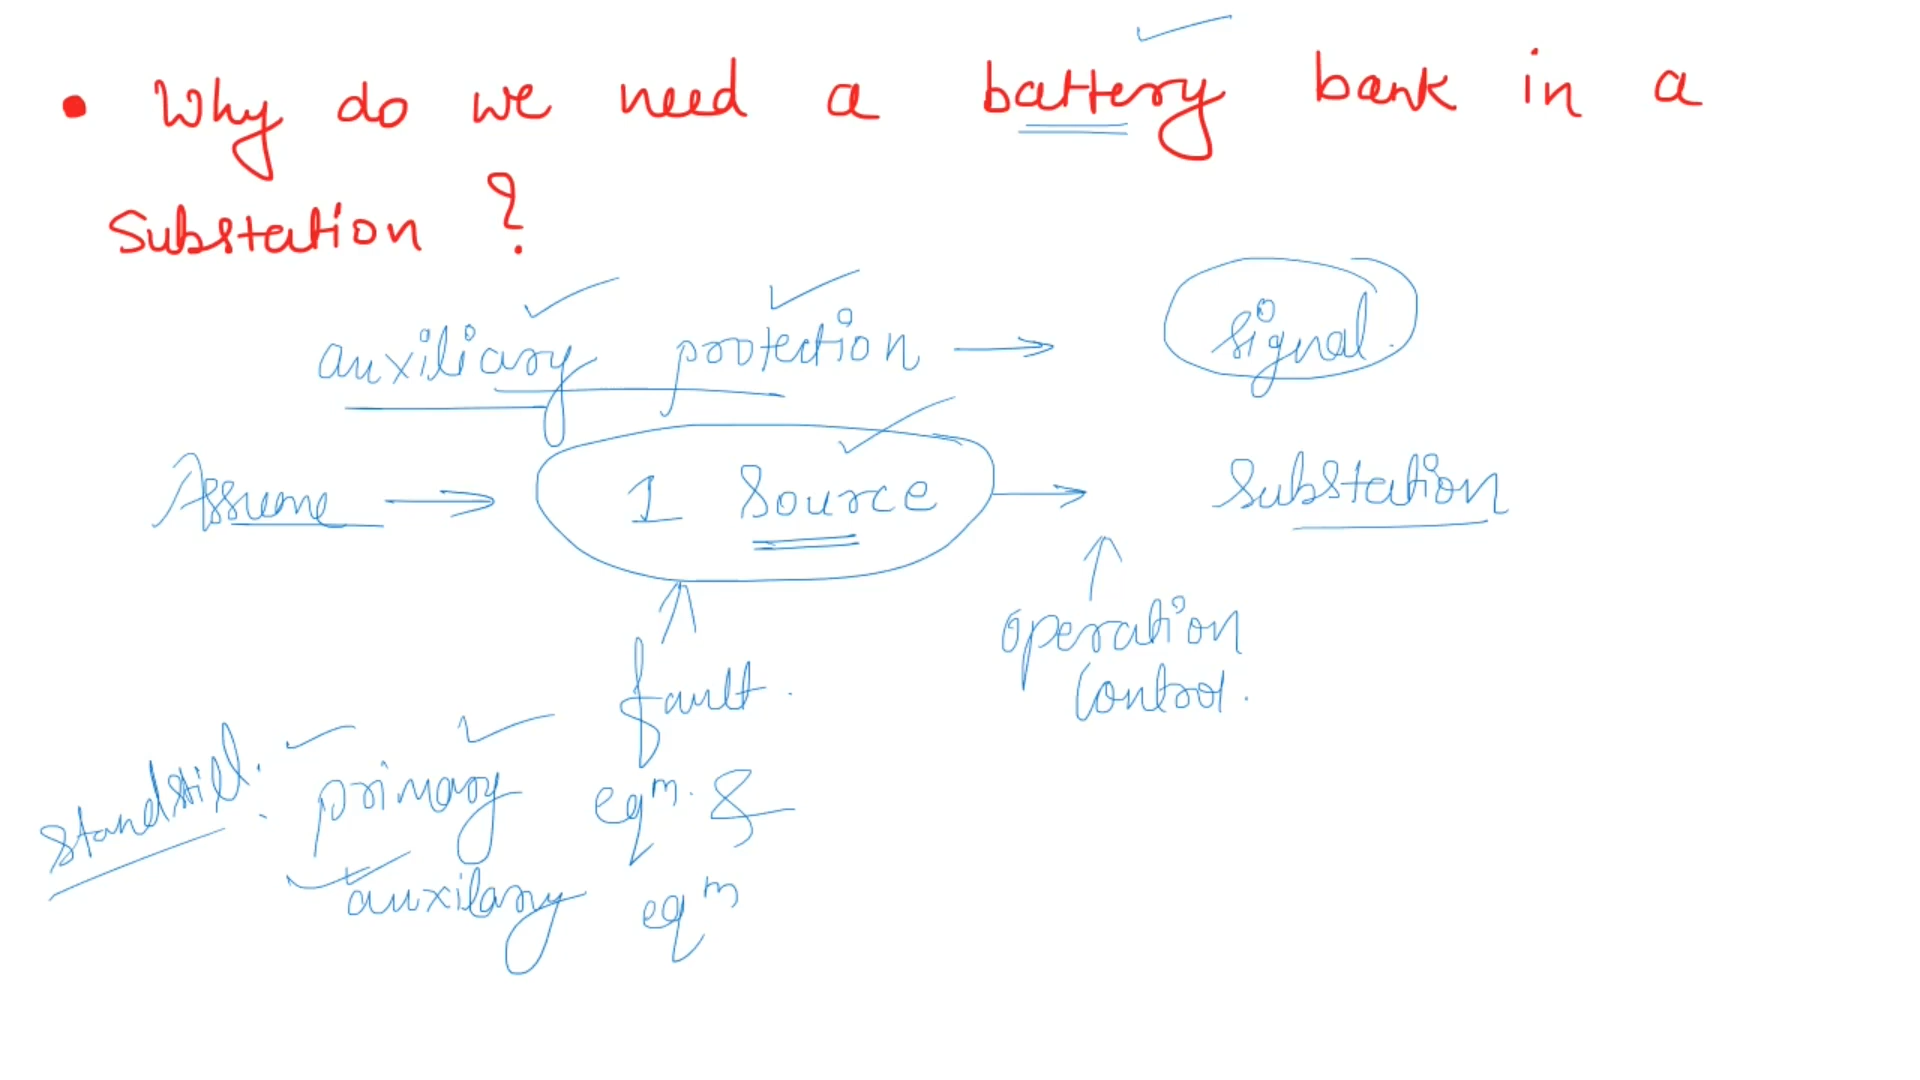 • Why do we need a battery bank in a
Substation ?
auxiliary protection → signal.
Assume → 1 Source → Substation
fault.
operation
control.
standstill.
primary eqm. &
auxilary eqm